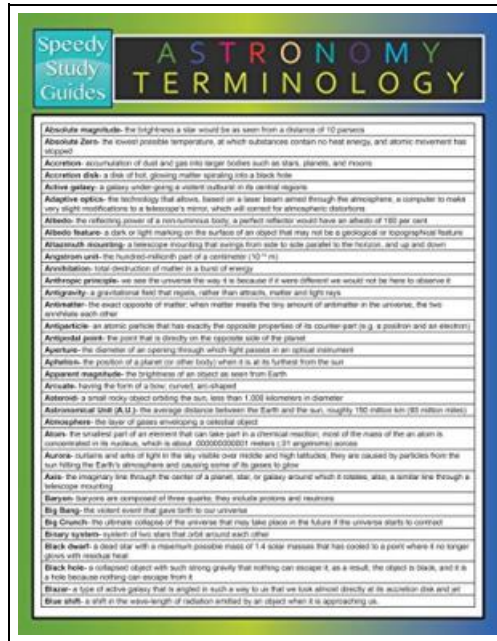 Speedy
Study
Guides
ASTRONOMY
TERMINOLOGY
Absolute magnitude- the brightness a star would be as seen from a distance of 10 parsecs
Absolute Zero- the lowest possible temperature, at which substances contain no heat energy, and atomic movement has
stopped
Accretion- accumulation of dust and gas into larger bodies such as stars, planets, and moons
Accretion disk- a disk of hot, glowing matter spiraling into a black hole
Active galaxy- a galaxy under-going a violent outburst in its central regions
Adaptive optics- the technology that allows, based on a laser beam aimed through the atmosphere, a computer to make
very slight modifications to a telescope's mirror, which will correct for atmospheric distortions
Albedo- the reflecting power of a non-luminous body, a perfect reflector would have an albedo of 100 per cent
Albedo feature- a dark or light marking on the surface of an object that may not be a geological or topographical feature
Altazimuth mounting- a telescope mounting that swings from side to side parallel to the horizon, and up and down
Angstrom unit- the hundred-millionth part of a centimeter (10⁻¹⁰ m)
Annihilation- total destruction of matter in a burst of energy
Anthropic principle- we see the universe the way it is because if it were different we would not be here to observe it
Antigravity- a gravitational field that repels, rather than attracts, matter and light rays
Antimatter- the exact opposite of matter; when matter meets the tiny amount of antimatter in the universe, the two
annihilate each other
Antiparticle- an atomic particle that has exactly the opposite properties of its counter-part (e.g. a positron and an electron)
Antipodal point- the point that is directly on the opposite side of the planet
Aperture- the diameter of an opening through which light passes in an optical instrument
Aphelion- the position of a planet (or other body) when it is at its furthest from the sun
Apparent magnitude- the brightness of an object as seen from Earth
Arcuate- having the form of a bow; curved; arc-shaped
Asteroid- a small rocky object orbiting the sun, less than 1,000 kilometers in diameter
Astronomical Unit (A.U.)- the average distance between the Earth and the sun, roughly 150 million km (93 million miles)
Atmosphere- the layer of gases enveloping a celestial object
Atom- the smallest part of an element that can take part in a chemical reaction; most of the mass of the an atom is
concentrated in its nucleus, which is about .000000000001 meters (.01 angstroms) across
Aurora- curtains and arks of light in the sky visible over middle and high latitudes, they are caused by particles from the
sun hitting the Earth's atmosphere and causing some of its gases to glow
Axis- the imaginary line through the center of a planet, star, or galaxy around which it rotates; also, a similar line through a
telescope mounting
Baryon- baryons are composed of three quarks; they include protons and neutrons
Big Bang- the violent event that gave birth to our universe
Big Crunch- the ultimate collapse of the universe that may take place in the future if the universe starts to contract
Binary system- system of two stars that orbit around each other
Black dwarf- a dead star with a maximum possible mass of 1.4 solar masses that has cooled to a point where it no longer
glows with residual heat
Black hole- a collapsed object with such strong gravity that nothing can escape it, as a result, the object is black, and it is
a hole because nothing can escape from it
Blazar- a type of active galaxy that is angled in such a way to us that we look almost directly at its accretion disk and jet
Blue shift- a shift in the wave-length of radiation emitted by an object when it is approaching us.